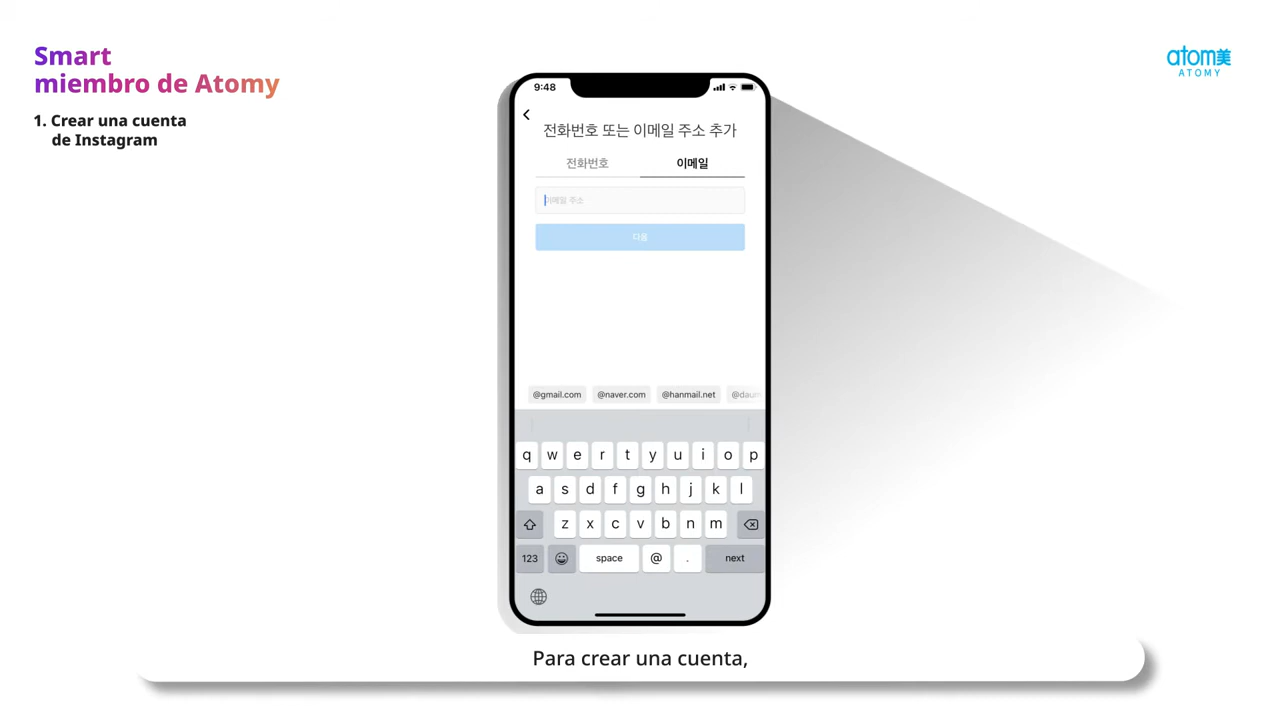 Smart
miembro de Atomy
1. Crear una cuenta
de Instagram
atom美
ATOMY
9:48
전화번호 또는 이메일 주소 추가
전화번호 이메일
이메일 주소
다음
@gmail.com @naver.com @hanmail.net @daum
q w e r t y u i o p
a s d f g h j k l
z x c v b n m
123 space @ . next
Para crear una cuenta,